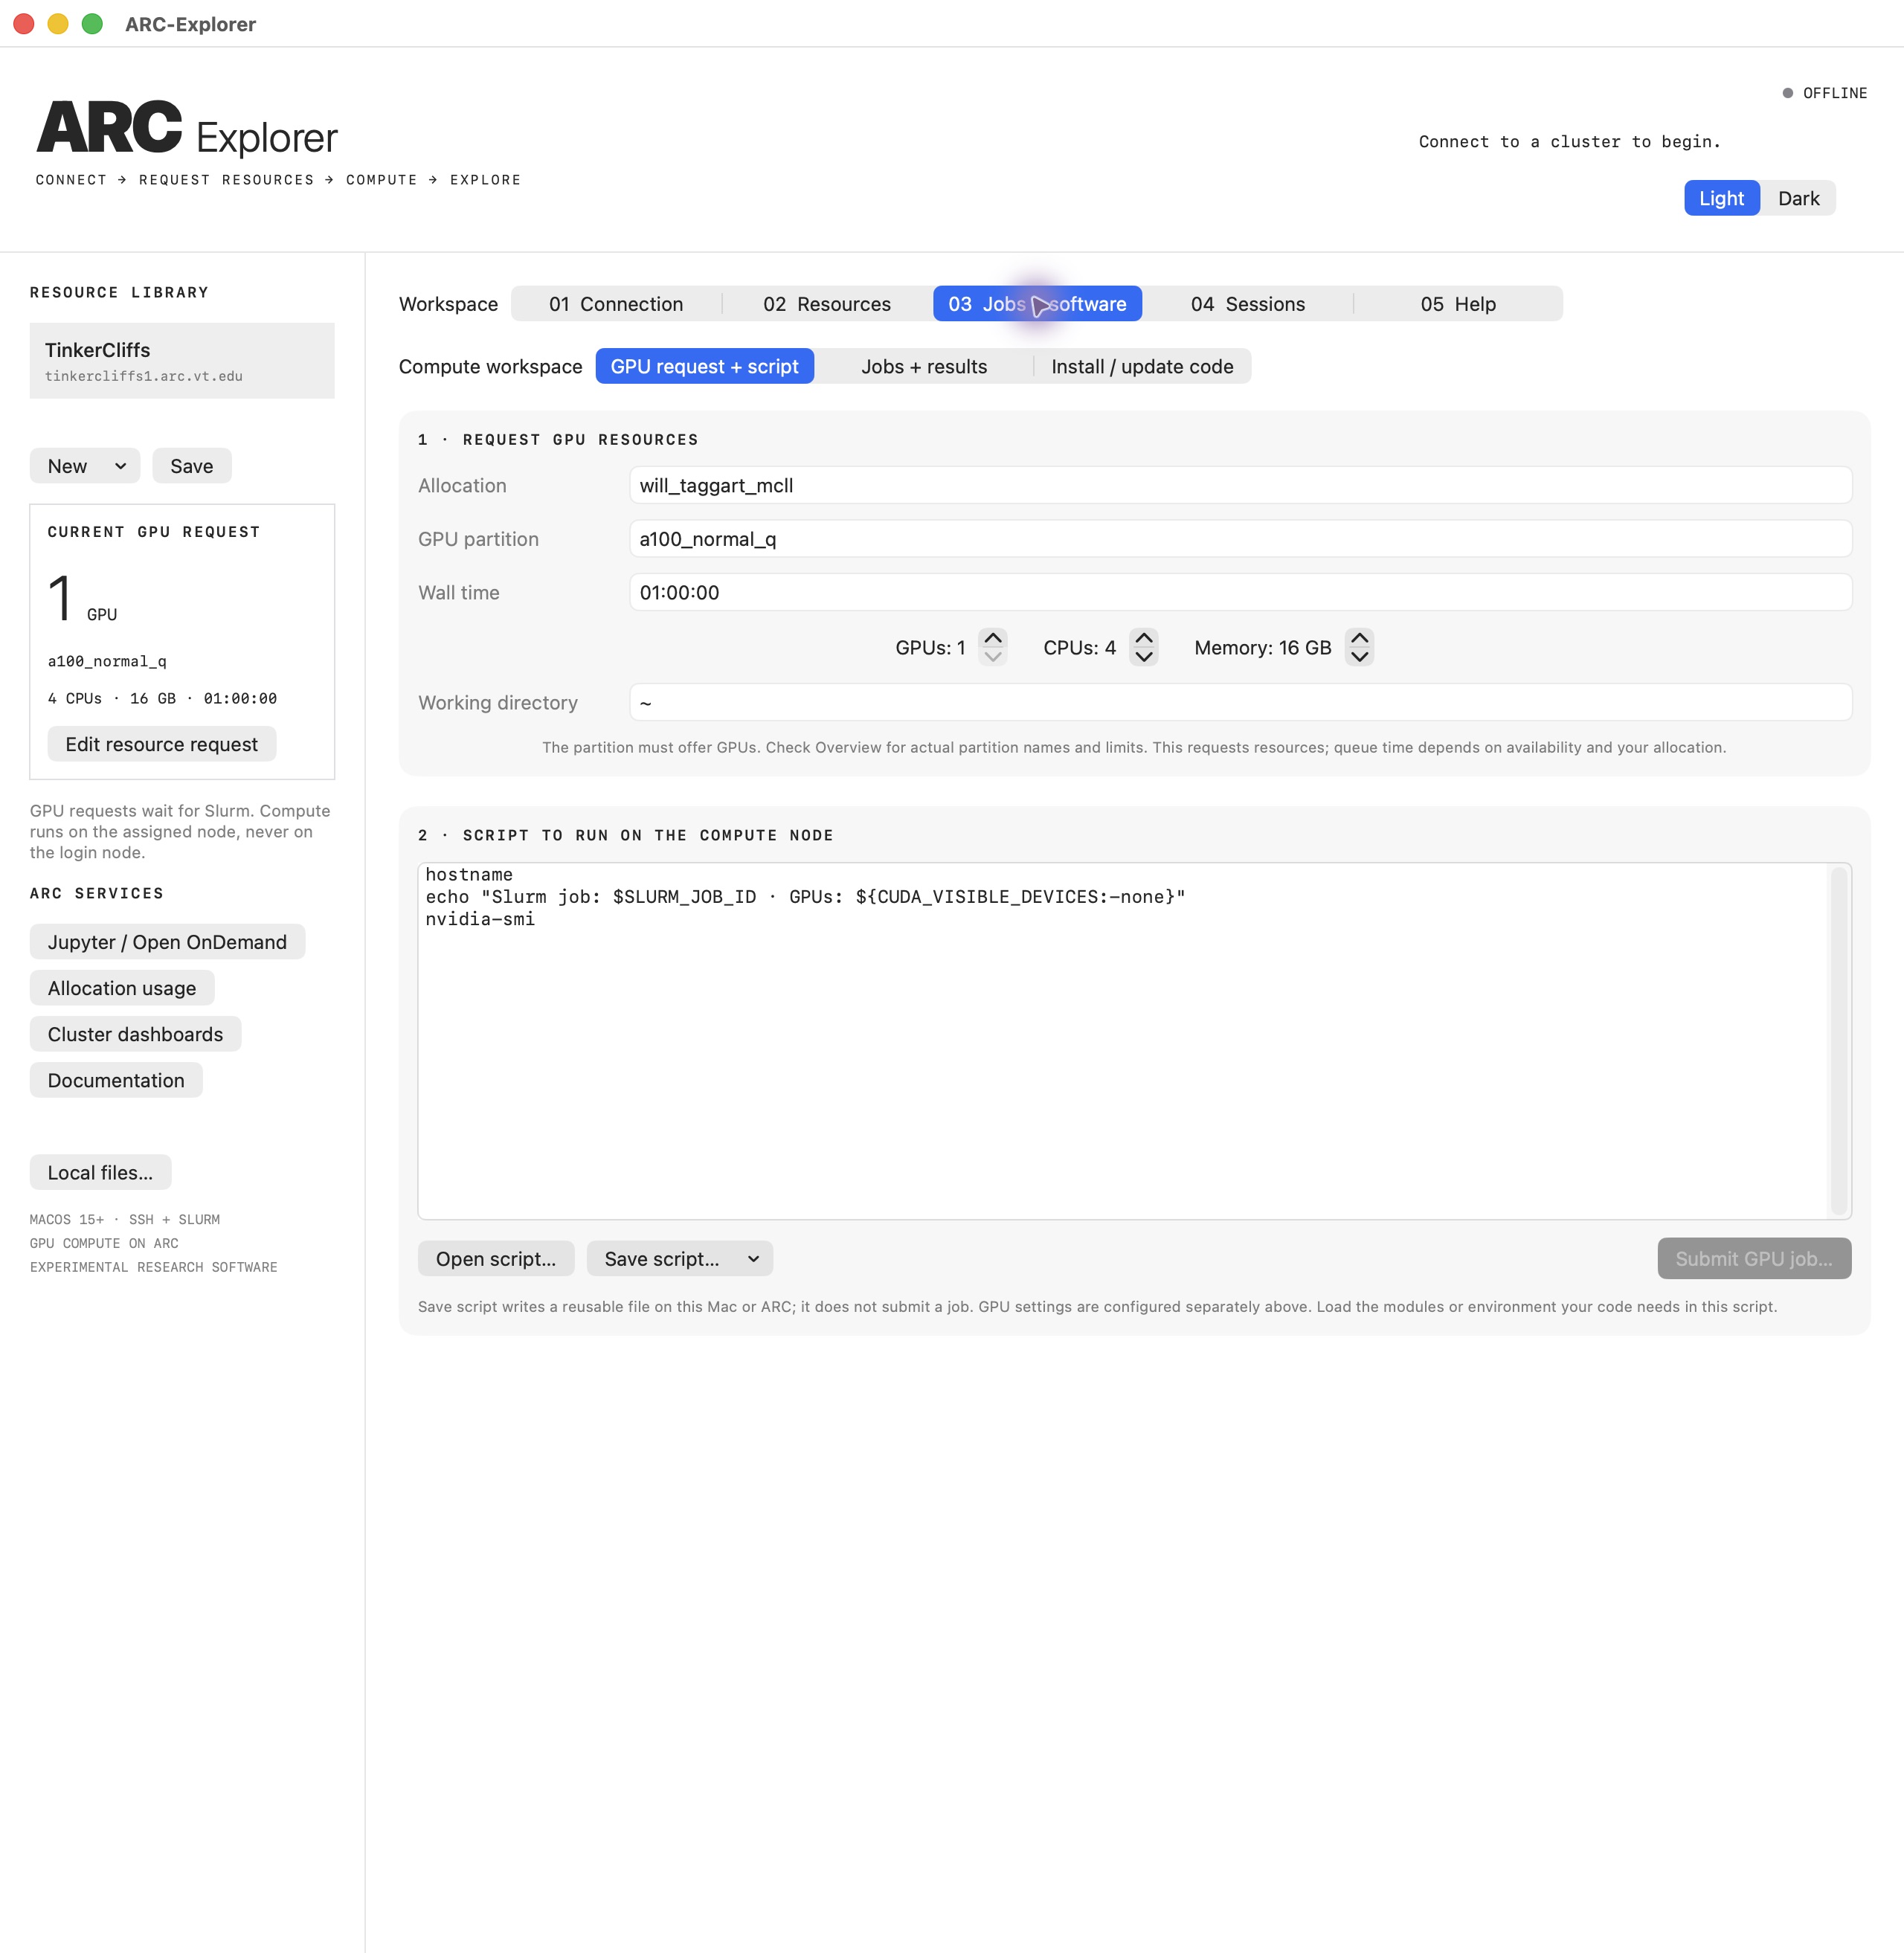 ARC-Explorer
ARC Explorer
CONNECT → REQUEST RESOURCES → COMPUTE → EXPLORE
OFFLINE
Connect to a cluster to begin.
Light Dark
RESOURCE LIBRARY
TinkerCliffs
tinkercliffs1.arc.vt.edu
New Save
CURRENT GPU REQUEST
1 GPU
a100_normal_q
4 CPUs · 16 GB · 01:00:00
Edit resource request
GPU requests wait for Slurm. Compute
runs on the assigned node, never on
the login node.
ARC SERVICES
Jupyter / Open OnDemand
Allocation usage
Cluster dashboards
Documentation
Local files...
MACOS 15+ · SSH + SLURM
GPU COMPUTE ON ARC
EXPERIMENTAL RESEARCH SOFTWARE
Workspace 01 Connection 02 Resources 03 Jobs software 04 Sessions 05 Help
Compute workspace GPU request + script Jobs + results Install / update code
1 · REQUEST GPU RESOURCES
Allocation will_taggart_mcll
GPU partition a100_normal_q
Wall time 01:00:00
GPUs: 1 CPUs: 4 Memory: 16 GB
Working directory ~
The partition must offer GPUs. Check Overview for actual partition names and limits. This requests resources; queue time depends on availability and your allocation.
2 · SCRIPT TO RUN ON THE COMPUTE NODE
hostname
echo "Slurm job: $SLURM_JOB_ID · GPUs: ${CUDA_VISIBLE_DEVICES:-none}"
nvidia-smi
Open script... Save script... Submit GPU job...
Save script writes a reusable file on this Mac or ARC; it does not submit a job. GPU settings are configured separately above. Load the modules or environment your code needs in this script.